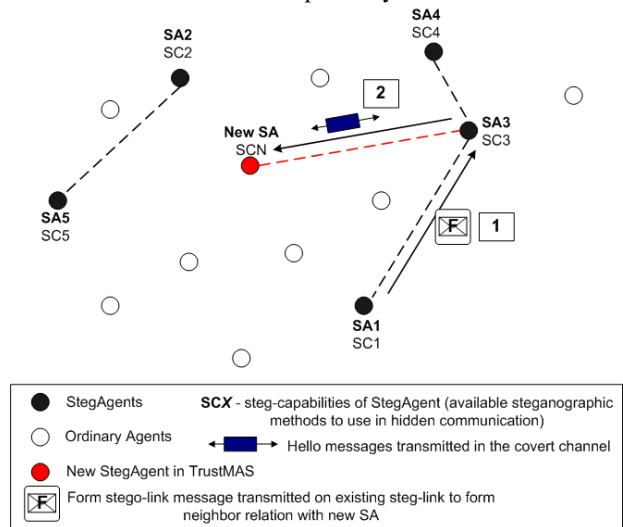 SA4
SC4
SA2
SC2
2
New SA
SCN
SA3
SC3
SA5
SC5
F
1
SA1
SC1
StegAgents
SCX - steg-capabilities of StegAgent (available steganographic
methods to use in hidden communication)
Ordinary Agents
Hello messages transmitted in the covert channel
New StegAgent in TrustMAS
F
Form stego-link message transmitted on existing steg-link to form
neighbor relation with new SA